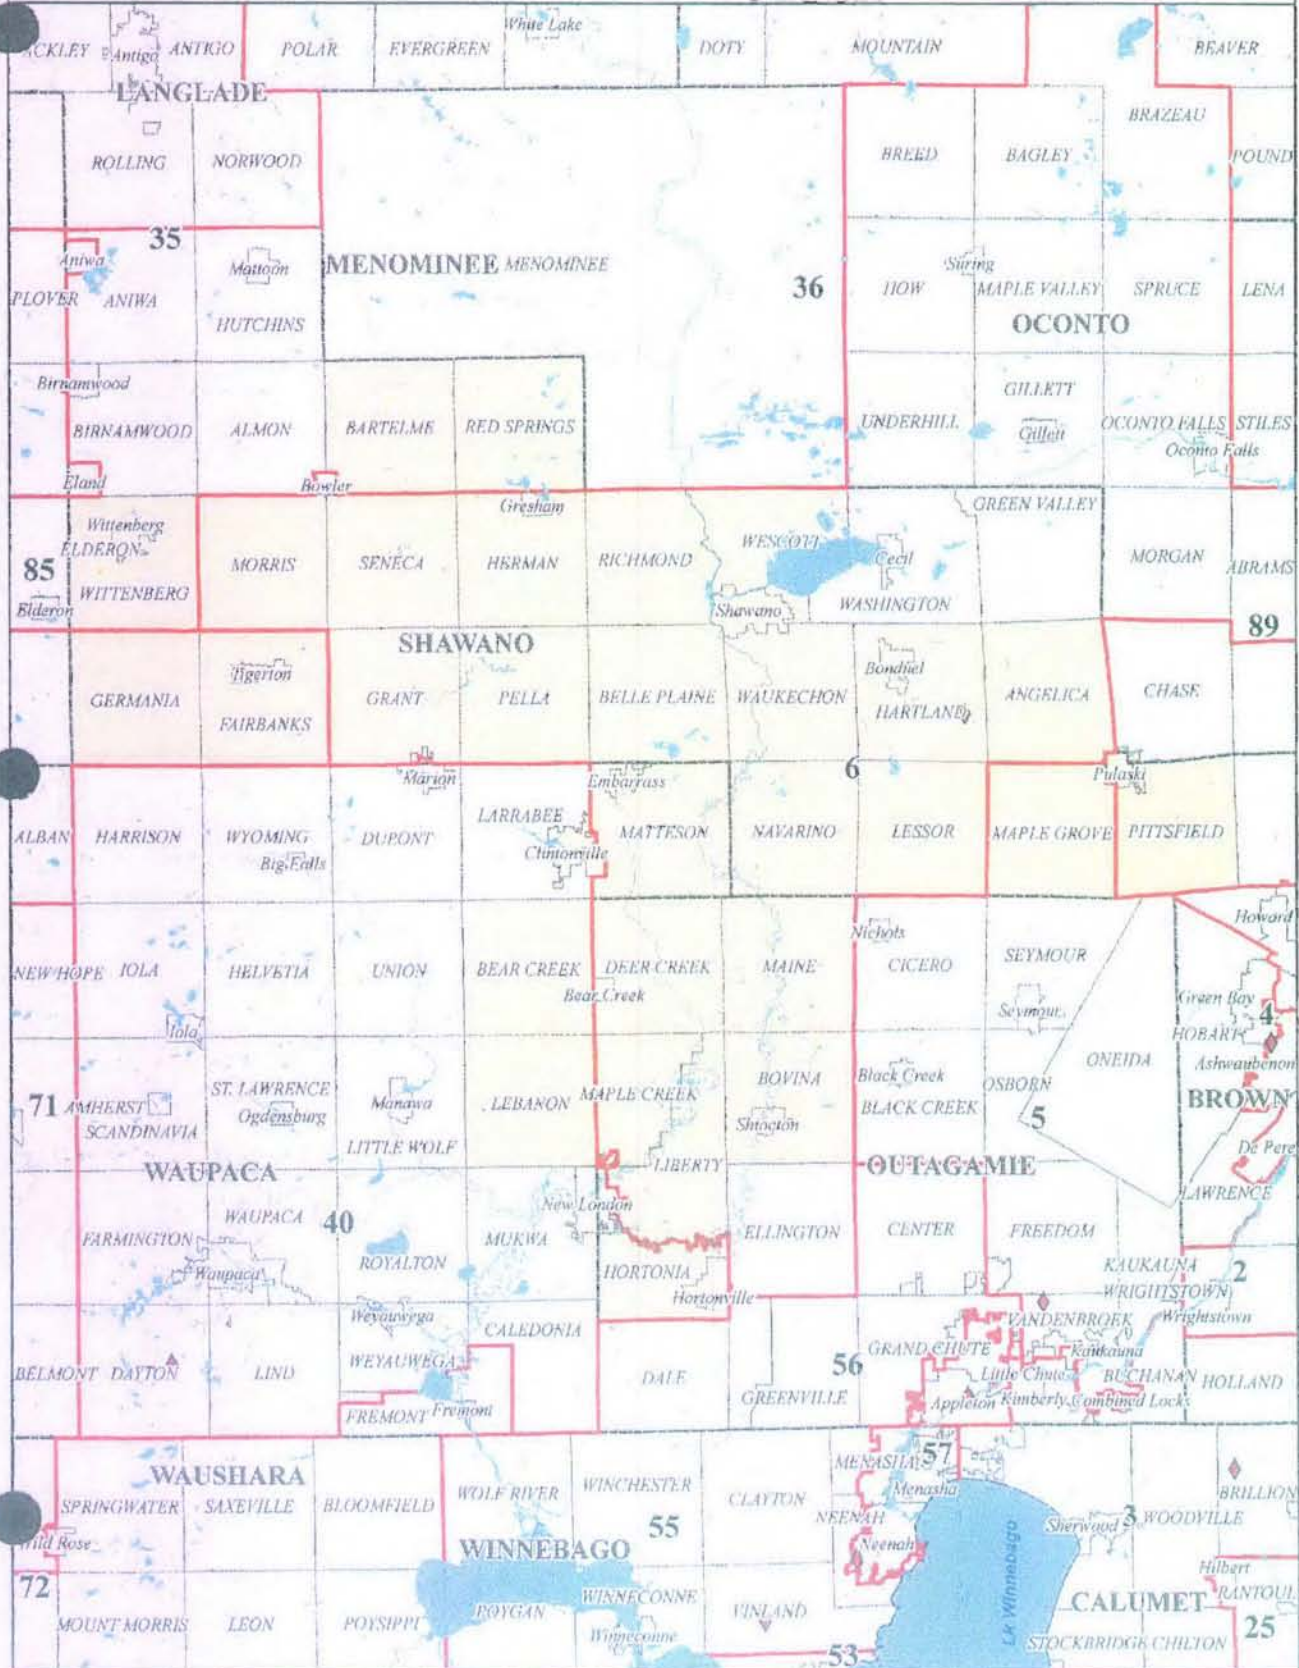 White Lake
ACKLEY Antigo ANTIGO POLAR EVERGREEN DOTY MOUNTAIN BEAVER
LANGLADE
BRAZEAU
ROLLING NORWOOD BREED BAGLEY POUND
35
Aniwa Mattoon MENOMINEE MENOMINEE 36 Suring
PLOVER ANIWA HOW MAPLE VALLEY SPRUCE LENA
HUTCHINS OCONTO
Birnamwood GILLETT
BIRNAMWOOD ALMON BARTELME RED SPRINGS UNDERHILL Gillett OCONTO FALLS STILES
Oconto Falls
Eland Bowler
Gresham GREEN VALLEY
Wittenberg
ELDERON WESCOTT Cecil MORGAN
85 MORRIS SENECA HERMAN RICHMOND ABRAMS
WITTENBERG
Elderon Shawano WASHINGTON
89
SHAWANO
Tigerton Bonduel
GERMANIA GRANT PELLA BELLE PLAINE WAUKECHON ANGELICA CHASE
FAIRBANKS HARTLAND
Marion Embarrass 6 Pulaski
LARRABEE
ALBAN HARRISON WYOMING DUPONT MATTESON NAVARINO LESSOR MAPLE GROVE PITTSFIELD
Big Falls Clintonville
Howard
Nichols
NEW HOPE IOLA HELVETIA UNION BEAR CREEK DEER CREEK MAINE CICERO SEYMOUR
Bear Creek Green Bay
Iola Seymour 4
HOBART
ONEIDA Ashwaubenon
ST. LAWRENCE BOVINA Black Creek OSBORN
71 AMHERST Ogdensburg Manawa LEBANON MAPLE CREEK BLACK CREEK 5 BROWN
SCANDINAVIA Shiocton
LITTLE WOLF De Pere
WAUPACA LIBERTY OUTAGAMIE
LAWRENCE
WAUPACA 40 New London
FARMINGTON MUKWA ELLINGTON CENTER FREEDOM
Waupaca ROYALTON HORTONIA KAUKAUNA 2
Hortonville WRIGHTSTOWN
Weyauwega CALEDONIA VANDENBROEK Wrightstown
WEYAUWEGA GRAND CHUTE Kaukauna
BELMONT DAYTON LIND DALE 56 Little Chute BUCHANAN HOLLAND
GREENVILLE Appleton Kimberly Combined Locks
FREMONT Fremont
MENASHA 57
WAUSHARA WOLF RIVER WINCHESTER CLAYTON Menasha BRILLION
SPRINGWATER SAXEVILLE BLOOMFIELD 55 NEENAH Sherwood 3 WOODVILLE
Wild Rose WINNEBAGO Neenah Lk Winnebago
Hilbert
72 WINNECONNE CALUMET RANTOUL
MOUNT MORRIS LEON POYSIPPI POYGAN VINLAND 25
Winneconne STOCKBRIDGE CHILTON
53